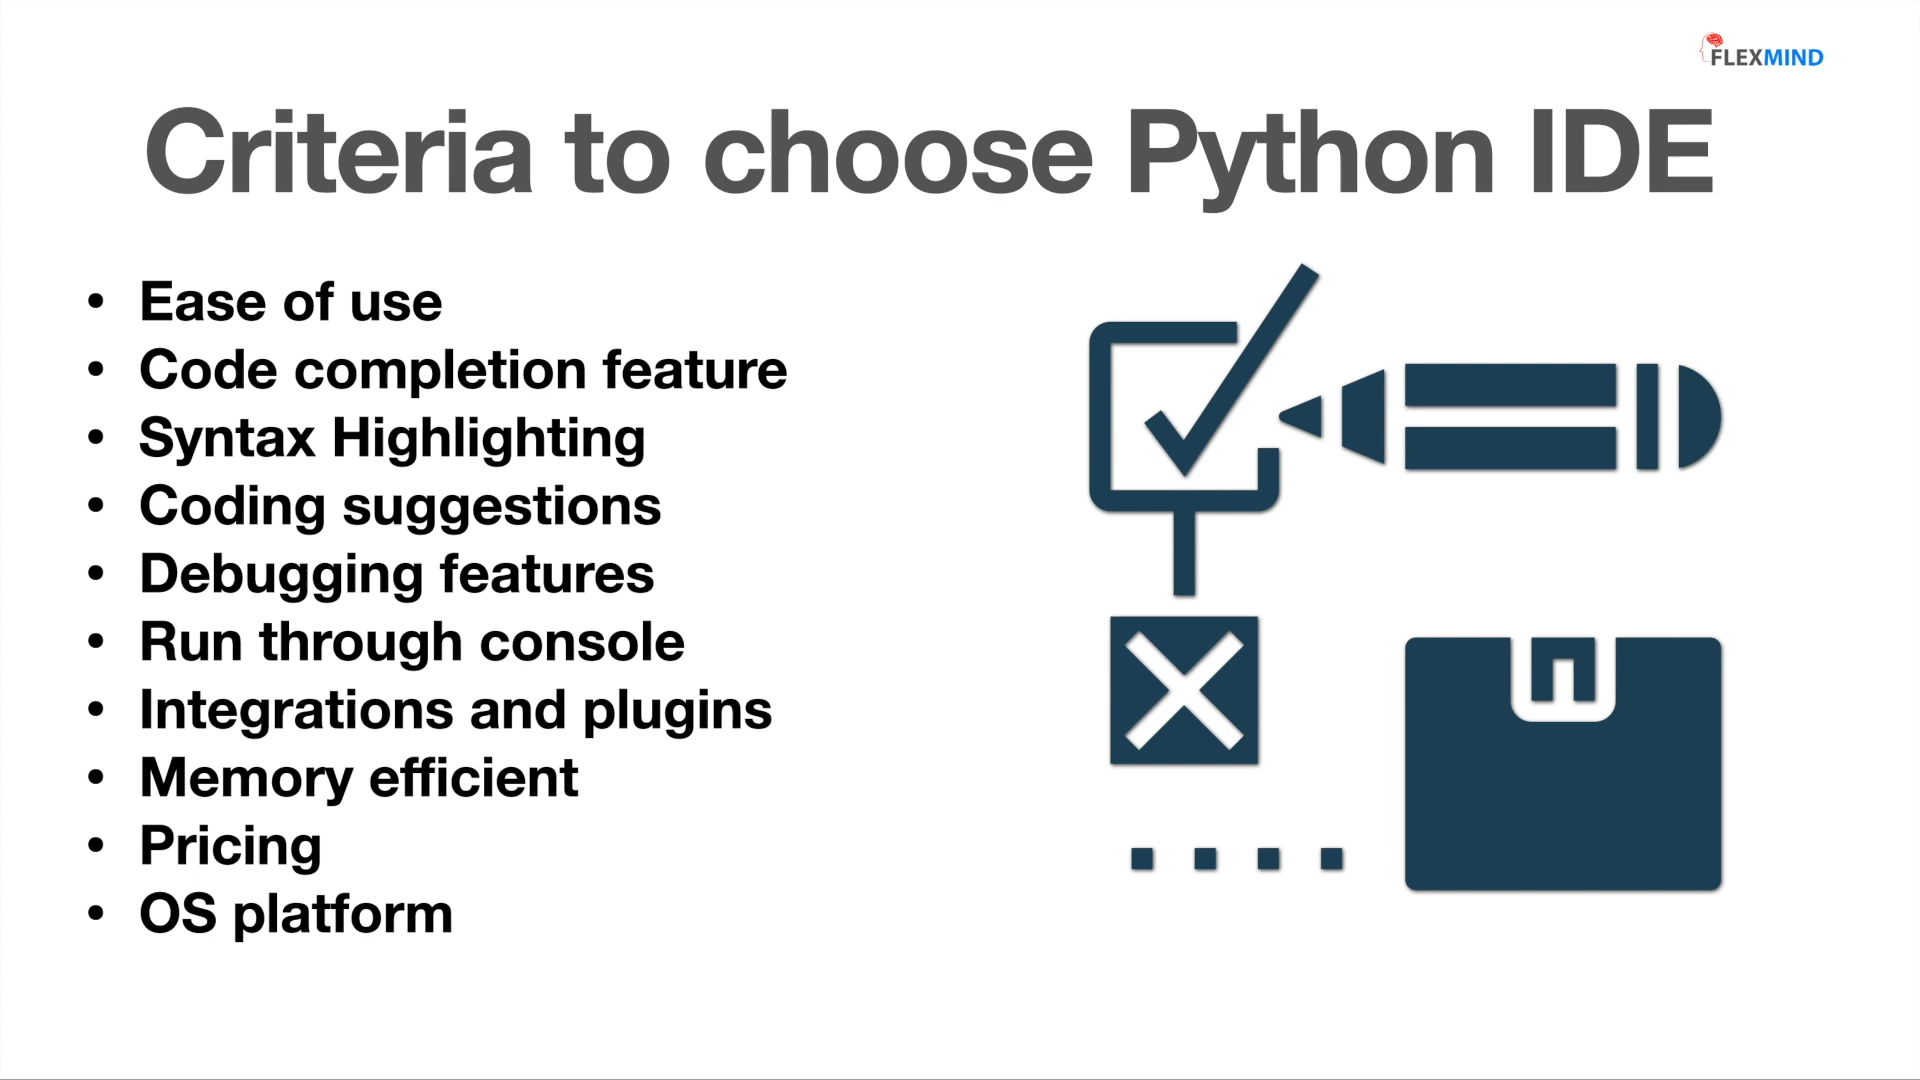 FLEXMIND
Criteria to choose Python IDE
• Ease of use
• Code completion feature
• Syntax Highlighting
• Coding suggestions
• Debugging features
• Run through console
• Integrations and plugins
• Memory efficient
• Pricing
• OS platform